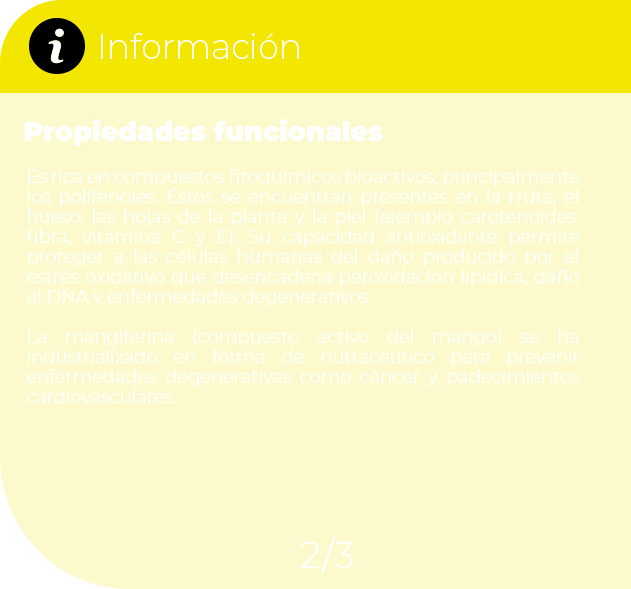 i Información
Propiedades funcionales
Es rica en compuestos fitoquímicos bioactivos, principalmente
los polifenoles. Éstos se encuentran presentes en la fruta, el
hueso, las hojas de la planta y la piel (ejemplo carotenoides,
fibra, vitamina C y E). Su capacidad antioxidante permite
proteger a las células humanas del daño producido por el
estrés oxidativo que desencadena peroxidación lipídica, daño
al DNA y enfermedades degenerativos.
La mangiferina (compuesto activo del mango) se ha
industrializado en forma de nutracéutico para prevenir
enfermedades degenerativas como cáncer y padecimientos
cardiovasculares.
2/3